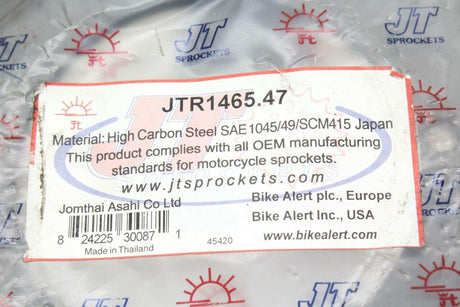 JT
SPROCKETS
JT
SPROCKETS
JTR1465.47
Material: High Carbon Steel SAE1045/49/SCM415 Japan
This product complies with all OEM manufacturing
standards for motorcycle sprockets.
www.jtsprockets.com
Jomthai Asahi Co Ltd
Bike Alert plc., Europe
Bike Alert Inc., USA
8 24225 30087 1
45420
www.bikealert.com
Made in Thailand
JT
SPROCKETS